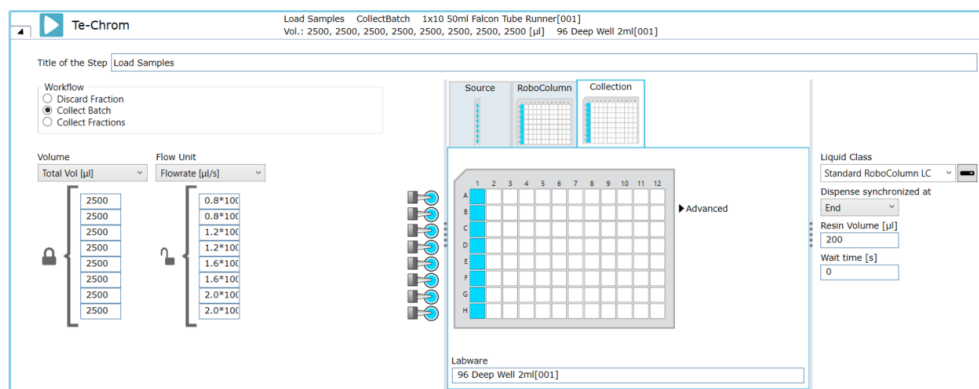 Te-Chrom
Load Samples CollectBatch 1x10 50ml Falcon Tube Runner[001]
Vol.: 2500, 2500, 2500, 2500, 2500, 2500, 2500, 2500 [µl] 96 Deep Well 2ml[001]
Title of the Step Load Samples
Workflow
Discard Fraction
Collect Batch
Collect Fractions
Volume Flow Unit
Total Vol [µl] Flowrate [µl/s]
2500 0.8*100
2500 0.8*100
2500 1.2*100
2500 1.2*100
2500 1.6*100
2500 1.6*100
2500 2.0*100
2500 2.0*100
Source RoboColumn Collection
1 2 3 4 5 6 7 8 9 10 11 12
A
B
C
D
E
F
G
H
Advanced
Labware
96 Deep Well 2ml[001]
Liquid Class
Standard RoboColumn LC
Dispense synchronized at
End
Resin Volume [µl]
200
Wait time [s]
0